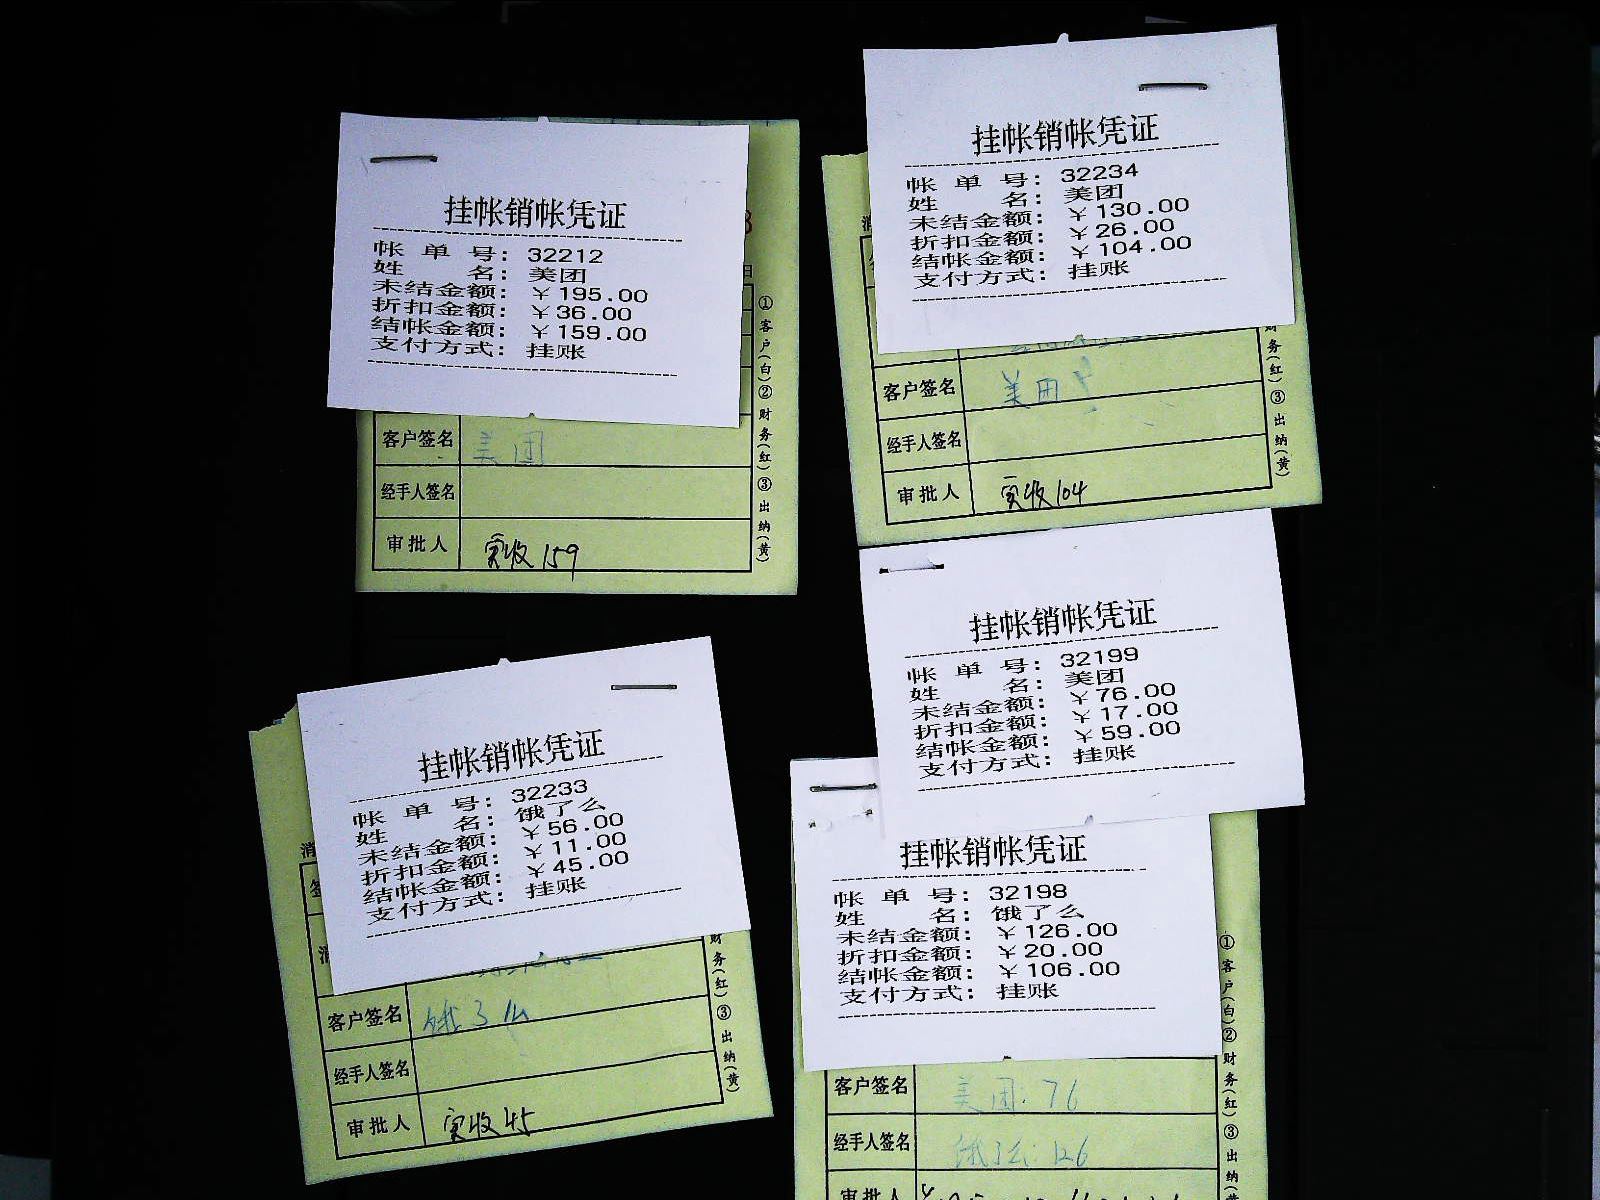 挂帐销帐凭证
帐单号：32212
姓名：美团
未结金额：￥195.00
折扣金额：￥36.00
结帐金额：￥159.00
支付方式：挂账
客户签名 美团
经手人签名
审批人 实收159
①客户(白)②财务(红)③出纳(黄)
挂帐销帐凭证
帐单号：32234
姓名：美团
未结金额：￥130.00
折扣金额：￥26.00
结帐金额：￥104.00
支付方式：挂账
客户签名 美团
经手人签名
审批人 实收104
财务(红)③出纳(黄)
挂帐销帐凭证
帐单号：32199
姓名：美团
未结金额：￥76.00
折扣金额：￥17.00
结帐金额：￥59.00
支付方式：挂账
挂帐销帐凭证
帐单号：32233
姓名：饿了么
未结金额：￥56.00
折扣金额：￥11.00
结帐金额：￥45.00
支付方式：挂账
客户签名 饿了么
经手人签名
审批人 实收45
财务(红)③出纳(黄)
挂帐销帐凭证
帐单号：32198
姓名：饿了么
未结金额：￥126.00
折扣金额：￥20.00
结帐金额：￥106.00
支付方式：挂账
客户签名 美团：76
经手人签名 饿了么：126
审批人
①客户(白)②财务(红)③出纳(黄